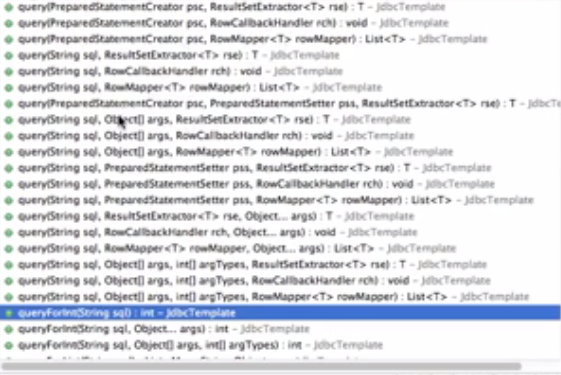 query(PreparedStatementCreator psc, ResultSetExtractor<T> rse) : T - JdbcTemplate
query(PreparedStatementCreator psc, RowCallbackHandler rch) : void - JdbcTemplate
query(PreparedStatementCreator psc, RowMapper<T> rowMapper) : List<T> - JdbcTemplate
query(String sql, ResultSetExtractor<T> rse) : T - JdbcTemplate
query(String sql, RowCallbackHandler rch) : void - JdbcTemplate
query(String sql, RowMapper<T> rowMapper) : List<T> - JdbcTemplate
query(PreparedStatementCreator psc, PreparedStatementSetter pss, ResultSetExtractor<T> rse) : T - JdbcTe
query(String sql, Object[] args, ResultSetExtractor<T> rse) : T - JdbcTemplate
query(String sql, Object[] args, RowCallbackHandler rch) : void - JdbcTemplate
query(String sql, Object[] args, RowMapper<T> rowMapper) : List<T> - JdbcTemplate
query(String sql, PreparedStatementSetter pss, ResultSetExtractor<T> rse) : T - JdbcTemplate
query(String sql, PreparedStatementSetter pss, RowCallbackHandler rch) : void - JdbcTemplate
query(String sql, PreparedStatementSetter pss, RowMapper<T> rowMapper) : List<T> - JdbcTemplate
query(String sql, ResultSetExtractor<T> rse, Object... args) : T - JdbcTemplate
query(String sql, RowCallbackHandler rch, Object... args) : void - JdbcTemplate
query(String sql, RowMapper<T> rowMapper, Object... args) : List<T> - JdbcTemplate
query(String sql, Object[] args, int[] argTypes, ResultSetExtractor<T> rse) : T - JdbcTemplate
query(String sql, Object[] args, int[] argTypes, RowCallbackHandler rch) : void - JdbcTemplate
query(String sql, Object[] args, int[] argTypes, RowMapper<T> rowMapper) : List<T> - JdbcTemplate
queryForInt(String sql) : int - JdbcTemplate
queryForInt(String sql, Object... args) : int - JdbcTemplate
queryForInt(String sql, Object[] args, int[] argTypes) : int - JdbcTemplate